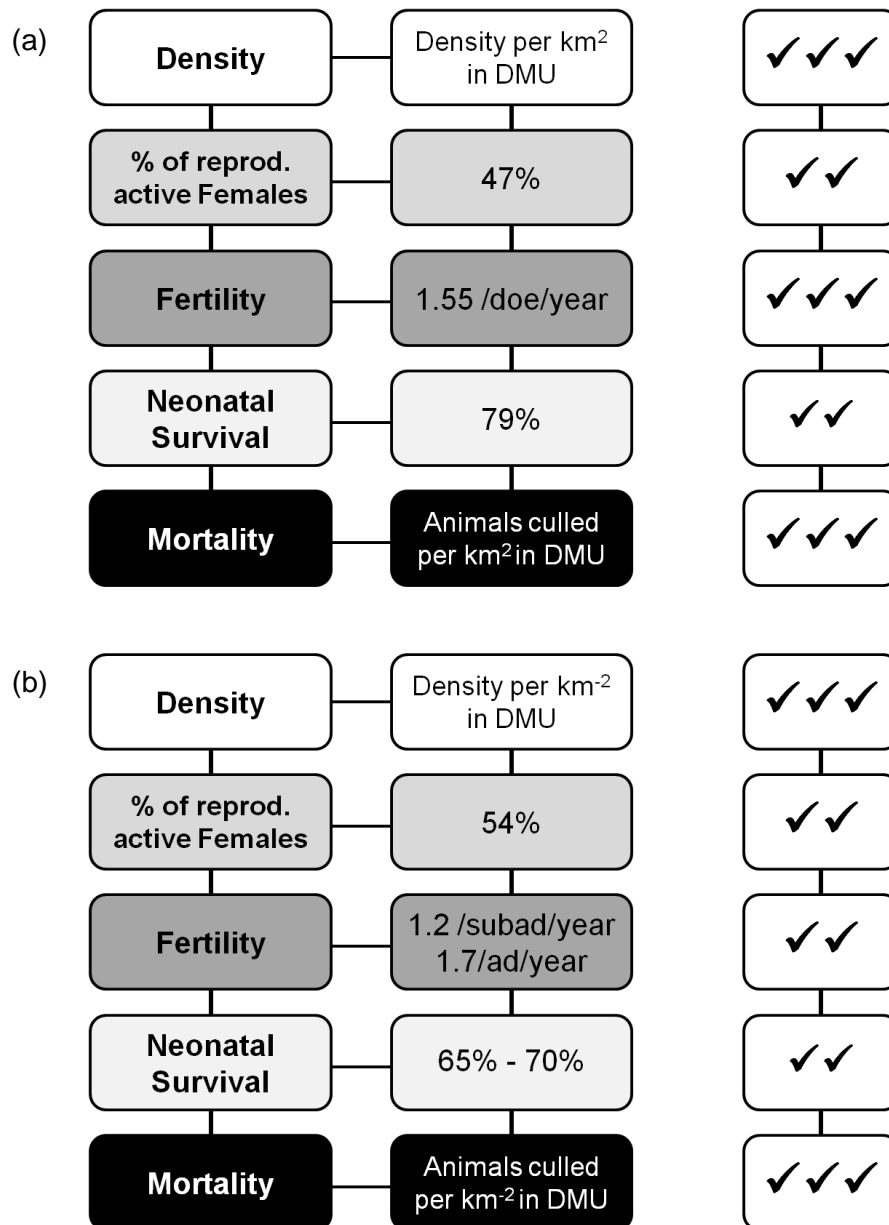 (a)
Density
Density per km²
in DMU
✓✓✓
% of reprod.
active Females
47%
✓✓
Fertility
1.55 /doe/year
✓✓✓
Neonatal
Survival
79%
✓✓
Mortality
Animals culled
per km² in DMU
✓✓✓
(b)
Density
Density per km⁻²
in DMU
✓✓✓
% of reprod.
active Females
54%
✓✓
Fertility
1.2 /subad/year
1.7/ad/year
✓✓
Neonatal
Survival
65% - 70%
✓✓
Mortality
Animals culled
per km⁻² in DMU
✓✓✓